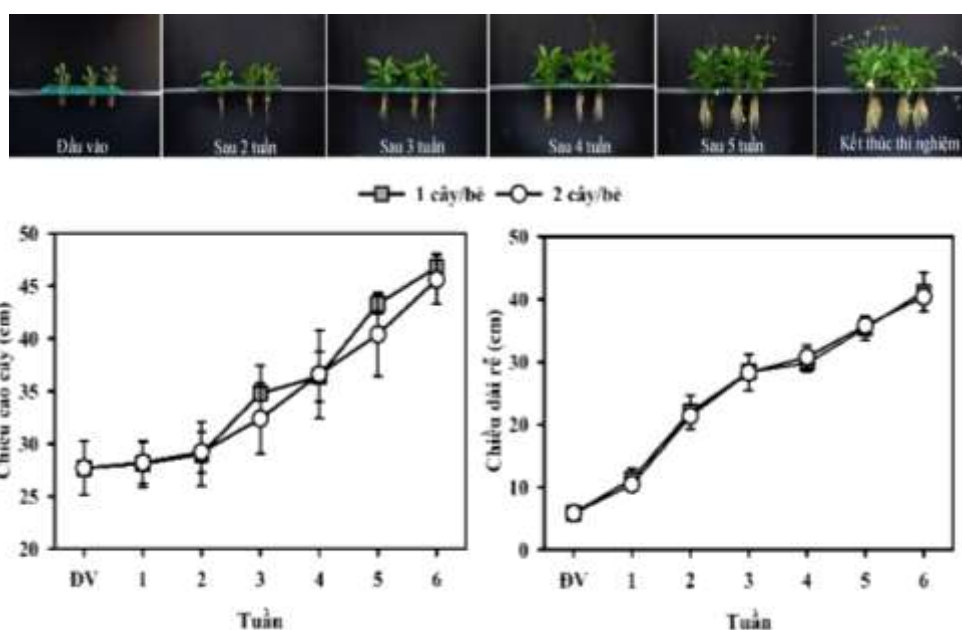 Đầu vào
Sau 2 tuần
Sau 3 tuần
Sau 4 tuần
Sau 5 tuần
Kết thúc thí nghiệm
1 cây/bè 2 cây/bè
Chiều cao cây (cm)
50
45
40
35
30
25
20
ĐV 1 2 3 4 5 6
Tuần
Chiều dài rễ (cm)
50
40
30
20
10
0
ĐV 1 2 3 4 5 6
Tuần